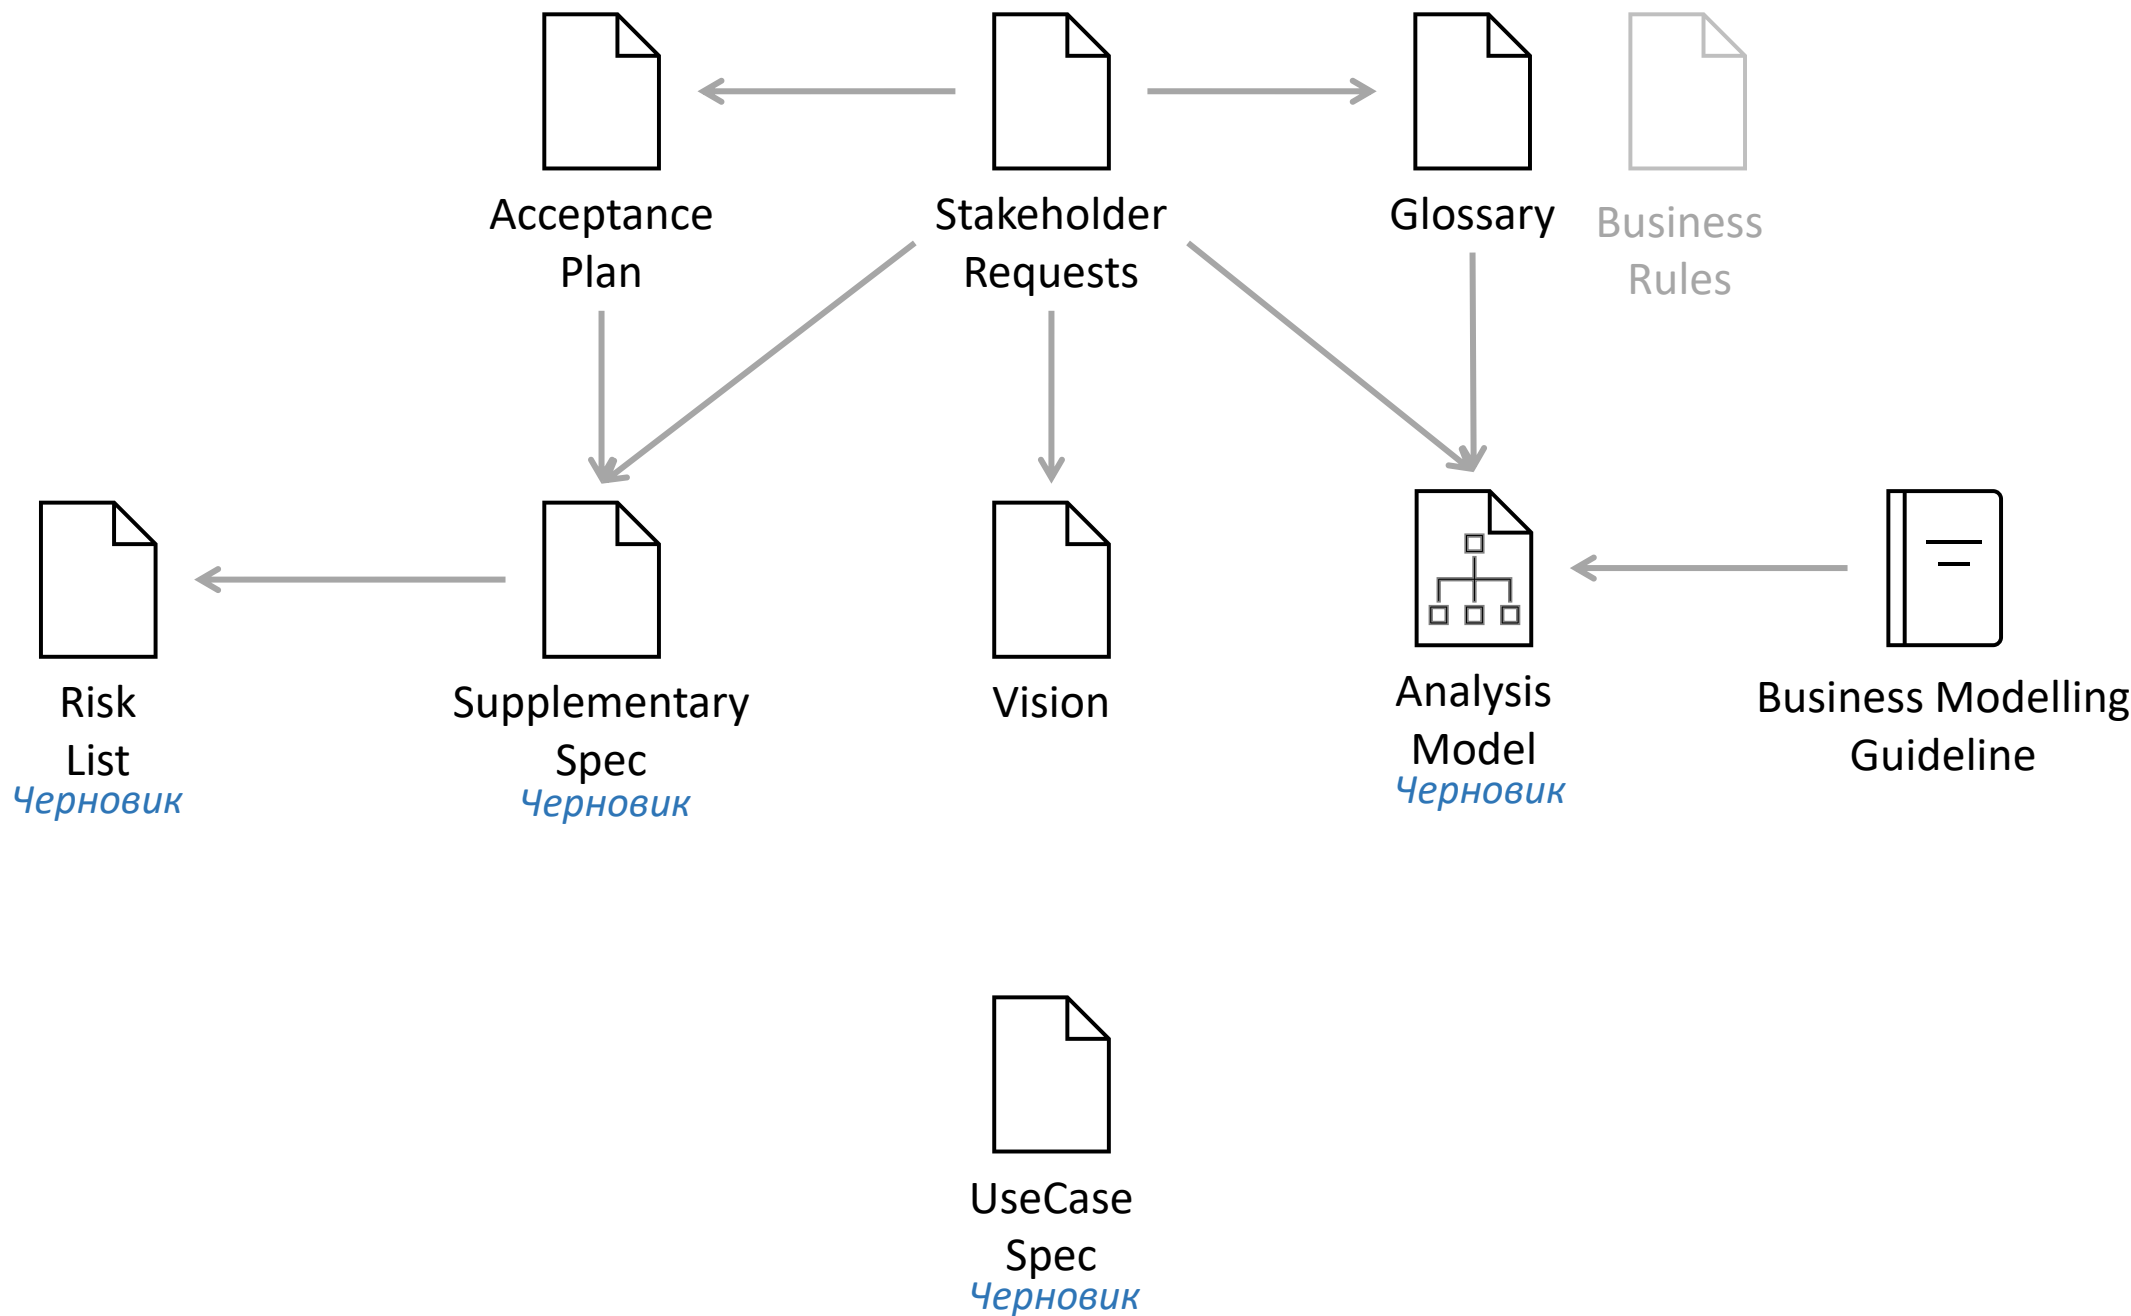 Acceptance
Plan
Stakeholder
Requests
Glossary
Business
Rules
Risk
List
Черновик
Supplementary
Spec
Черновик
Vision
Analysis
Model
Черновик
Business Modelling
Guideline
UseCase
Spec
Черновик